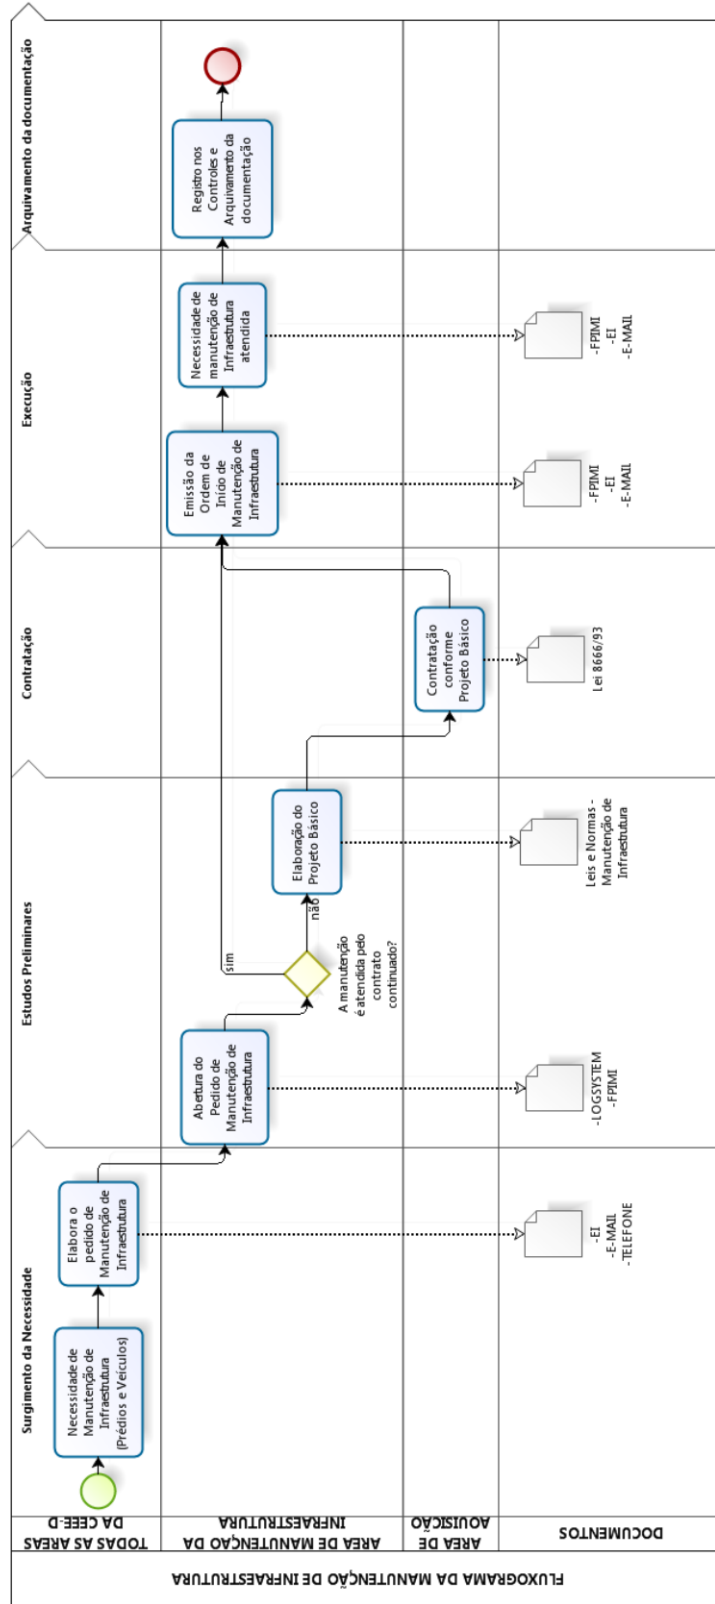 FLUXOGRAMA DA MANUTENÇÃO DE INFRAESTRUTURA
TODAS AS AREAS
DA CEEE-D
AREA DE MANUTENÇAO DA
INFRAESTRUTURA
AREA DE
AQUISIÇÃO
DOCUMENTOS
Surgimento da Necessidade
Estudos Preliminares
Contratação
Execução
Arquivamento da documentação
Necessidade de
Manutenção de
Infraestrutura
(Prédios e Veículos)
Elabora o
pedido de
Manutenção de
Infraestrutura
Abertura do
Pedido de
Manutenção de
Infraestrutura
A manutenção
é atendida pelo
contrato
continuado?
sim
não
Elaboração do
Projeto Básico
Contratação
conforme
Projeto Básico
Emissão da
Ordem de
Início de
Manutenção de
Infraestrutura
Necessidade de
manutenção de
Infraestrutura
atendida
Registro nos
Controles e
Arquivamento da
documentação
-EI
-E-MAIL
-TELEFONE
-LOGSYSTEM
-FPIMI
Leis e Normas -
Manutenção de
Infraestrutura
Lei 8666/93
-FPIMI
-EI
-E-MAIL
-FPIMI
-EI
-E-MAIL